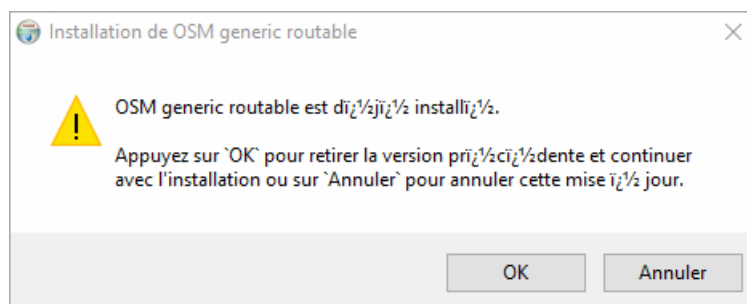 Installation de OSM generic routable
OSM generic routable est dï¿½jï¿½ installï¿½.
Appuyez sur `OK` pour retirer la version prï¿½cï¿½dente et continuer
avec l'installation ou sur `Annuler` pour annuler cette mise ï¿½ jour.
OK
Annuler